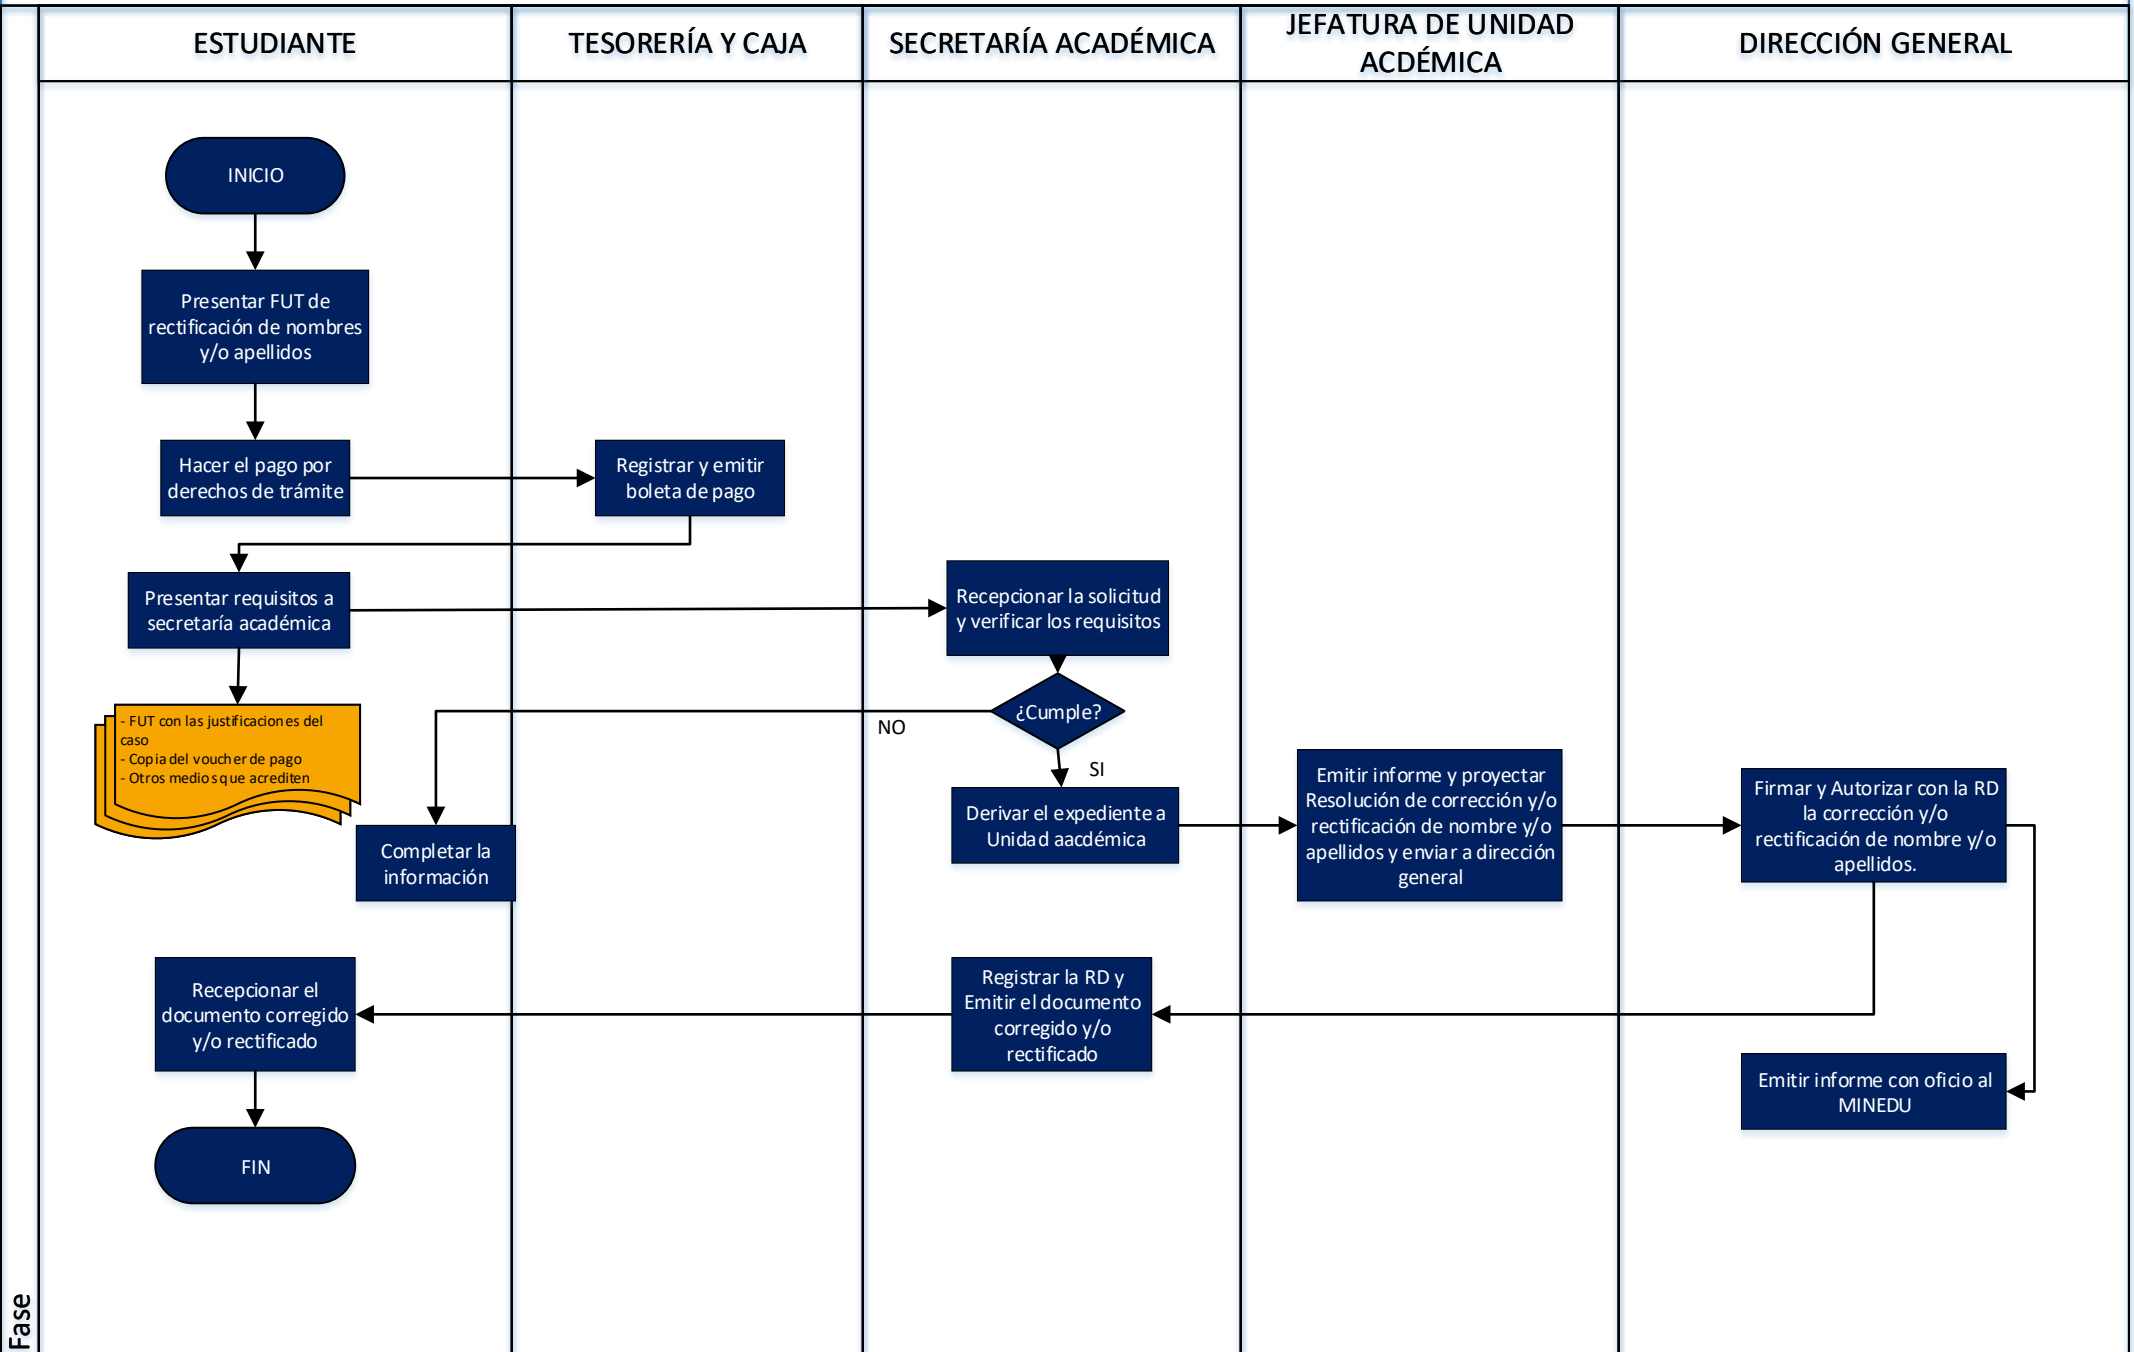 ESTUDIANTE
TESORERÍA Y CAJA
SECRETARÍA ACADÉMICA
JEFATURA DE UNIDAD
ACDÉMICA
DIRECCIÓN GENERAL
INICIO
Presentar FUT de
rectificación de nombres
y/o apellidos
Hacer el pago por
derechos de trámite
Registrar y emitir
boleta de pago
Presentar requisitos a
secretaría académica
Recepcionar la solicitud
y verificar los requisitos
- FUT con las justificaciones del
caso
- Copia del voucher de pago
- Otros medios que acrediten
¿Cumple?
NO
SI
Completar la
información
Derivar el expediente a
Unidad aacdémica
Emitir informe y proyectar
Resolución de corrección y/o
rectificación de nombre y/o
apellidos y enviar a dirección
general
Firmar y Autorizar con la RD
la corrección y/o
rectificación de nombre y/o
apellidos.
Recepcionar el
documento corregido
y/o rectificado
Registrar la RD y
Emitir el documento
corregido y/o
rectificado
Emitir informe con oficio al
MINEDU
FIN
Fase